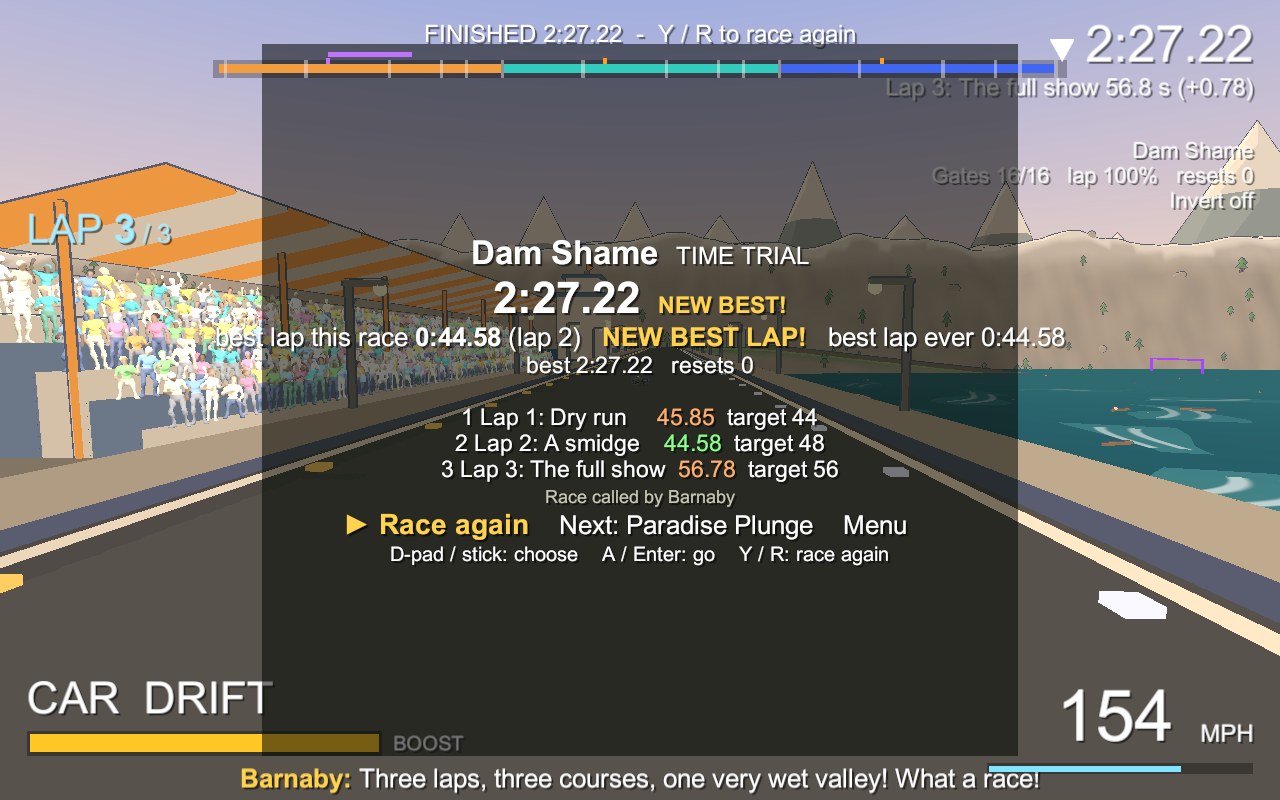 FINISHED 2:27.22 - Y / R to race again
2:27.22
Lap 3: The full show 56.8 s (+0.78)
Dam Shame
Gates 16/16 lap 100% resets 0
Invert off
LAP 3 / 3
Dam Shame TIME TRIAL
2:27.22 NEW BEST!
best lap this race 0:44.58 (lap 2) NEW BEST LAP! best lap ever 0:44.58
best 2:27.22 resets 0
1 Lap 1: Dry run 45.85 target 44
2 Lap 2: A smidge 44.58 target 48
3 Lap 3: The full show 56.78 target 56
Race called by Barnaby
► Race again Next: Paradise Plunge Menu
D-pad / stick: choose A / Enter: go Y / R: race again
CAR DRIFT
BOOST
154 MPH
Barnaby: Three laps, three courses, one very wet valley! What a race!